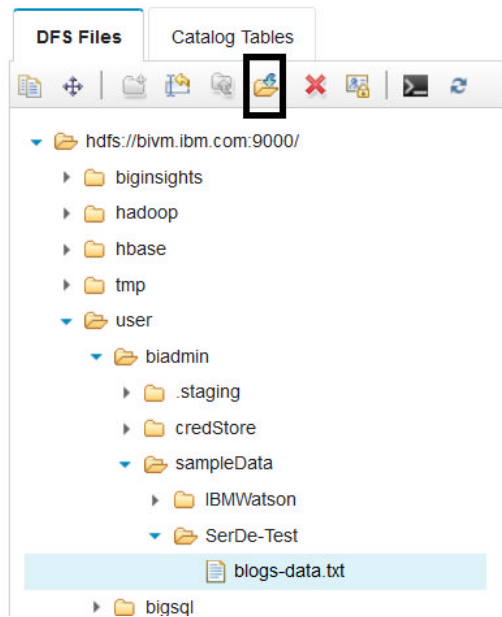 DFS Files
Catalog Tables
hdfs://bivm.ibm.com:9000/
biginsights
hadoop
hbase
tmp
user
biadmin
.staging
credStore
sampleData
IBMWatson
SerDe-Test
blogs-data.txt
bigsql